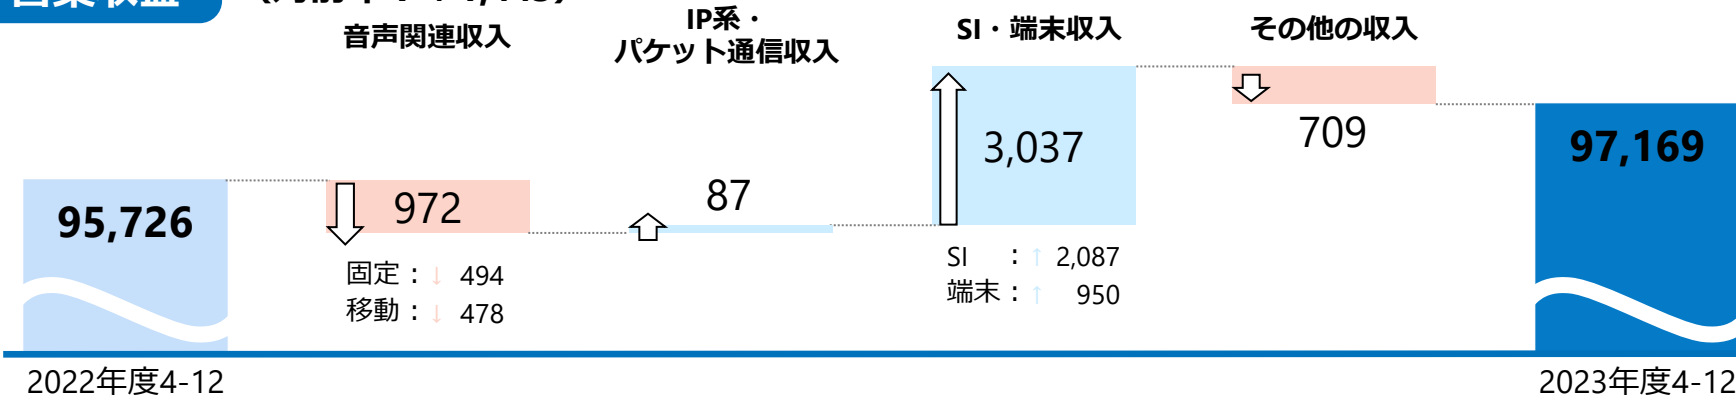 音声関連収入
IP系・
パケット通信収入
SI・端末収入
その他の収入
95,726
972
固定：↓ 494
移動：↓ 478
87
3,037
SI ：↑ 2,087
端末：↑ 950
709
97,169
2022年度4-12
2023年度4-12